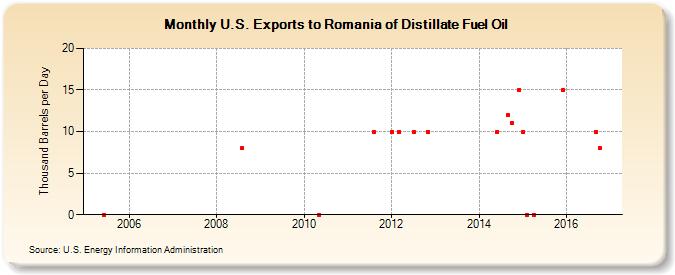 Monthly U.S. Exports to Romania of Distillate Fuel Oil
Thousand Barrels per Day
20
15
10
5
0
2006 2008 2010 2012 2014 2016
Source: U.S. Energy Information Administration